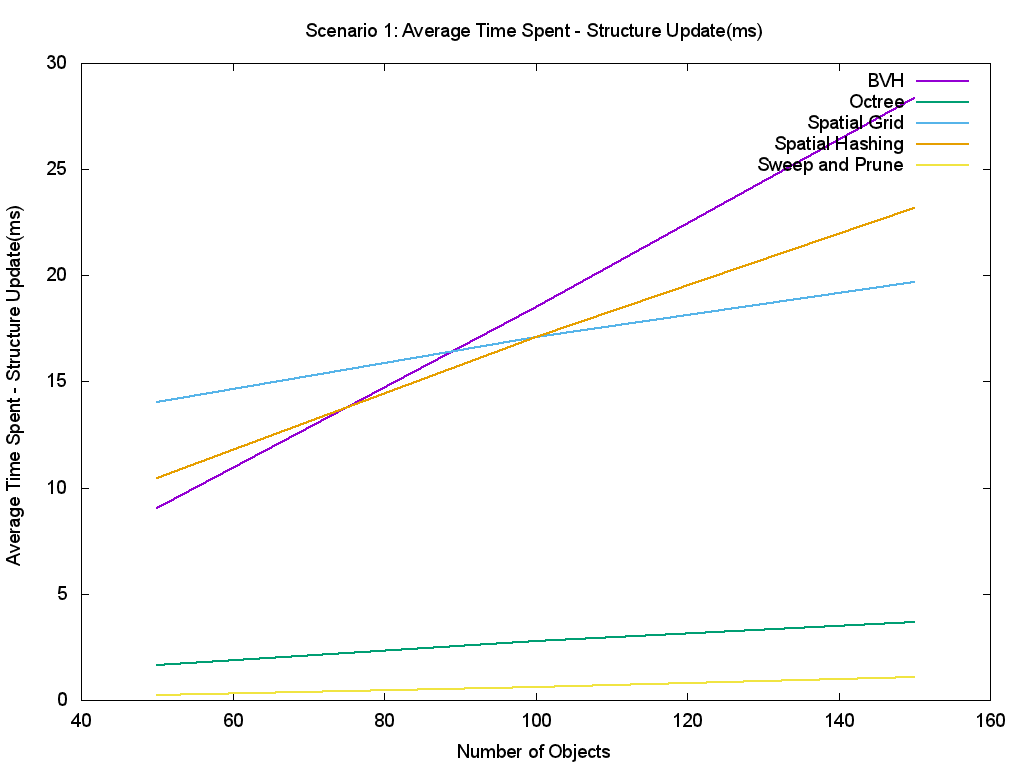 Scenario 1: Average Time Spent - Structure Update(ms)
30
25
20
15
10
5
0
Average Time Spent - Structure Update(ms)
BVH
Octree
Spatial Grid
Spatial Hashing
Sweep and Prune
40 60 80 100 120 140 160
Number of Objects